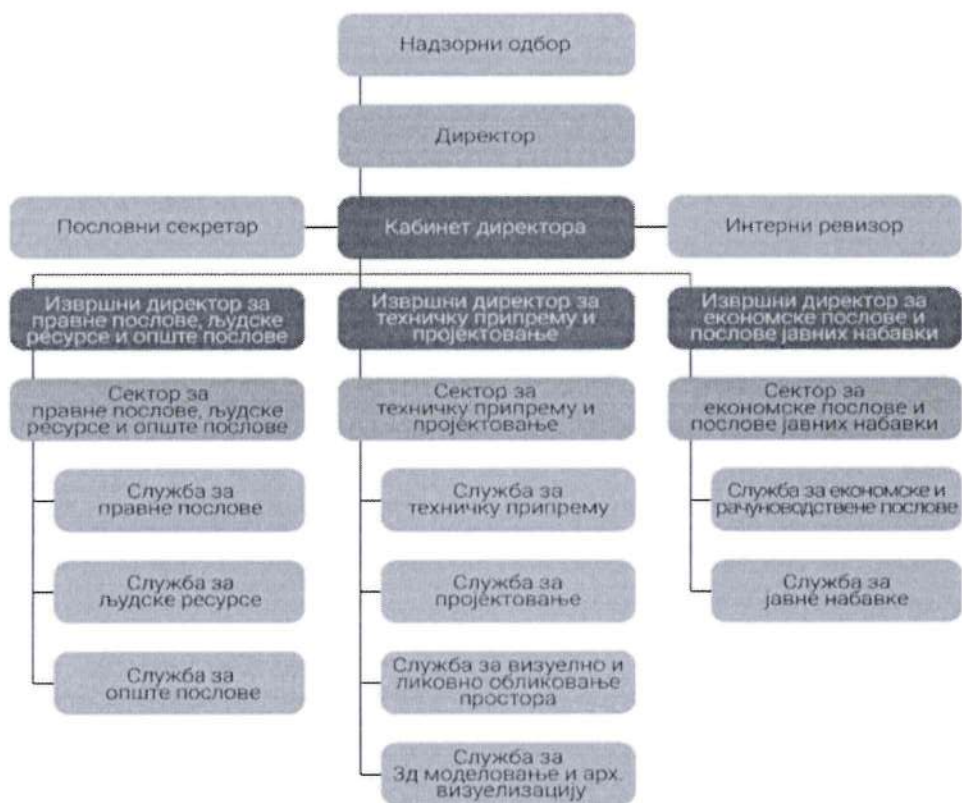 Надзорни одбор
Директор
Пословни секретар
Кабинет директора
Интерни ревизор
Извршни директор за
правне послове, људске
ресурсе и опште послове
Извршни директор за
техничку припрему и
пројектовање
Извршни директор за
економске послове и
послове јавних набавки
Сектор за
правне послове, људске
ресурсе и опште послове
Сектор за
техничку припрему и
пројектовање
Сектор за
економске послове и
послове јавних набавки
Служба за
правне послове
Служба за
техничку припрему
Служба за економске и
рачуноводствене послове
Служба за
људске ресурсе
Служба за
пројектовање
Служба за
јавне набавке
Служба за
опште послове
Служба за визуелно и
ликовно обликовање
простора
Служба за
3д моделовање и арх.
визуелизацију